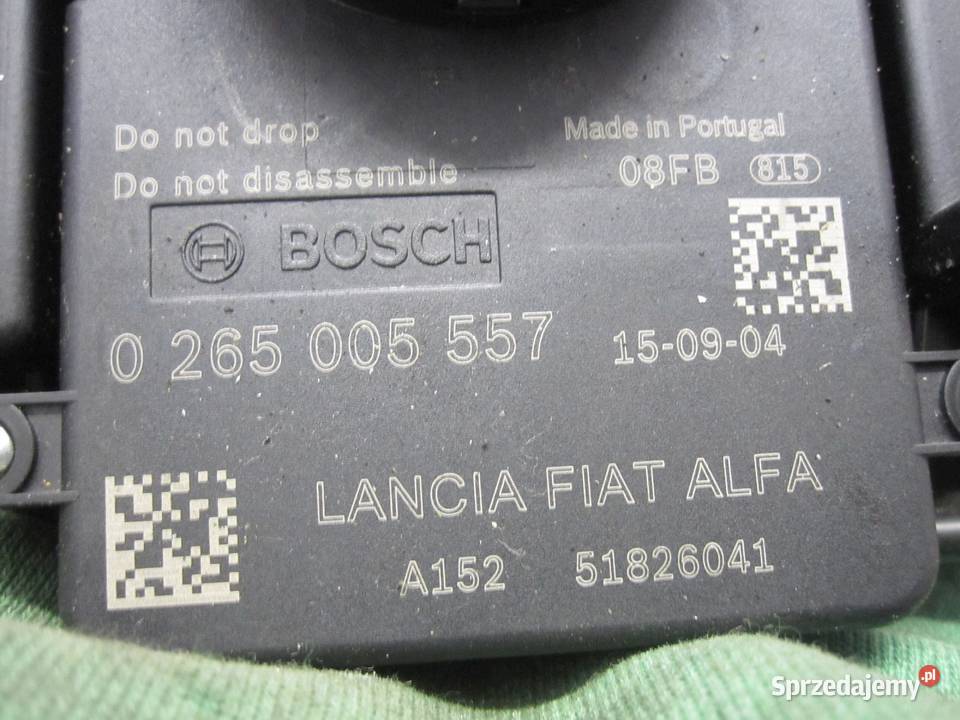 Do not drop
Do not disassemble
Made in Portugal
08FB 815
BOSCH
0 265 005 557
15-09-04
LANCIA FIAT ALFA
A152 51826041
Sprzedajemy.pl